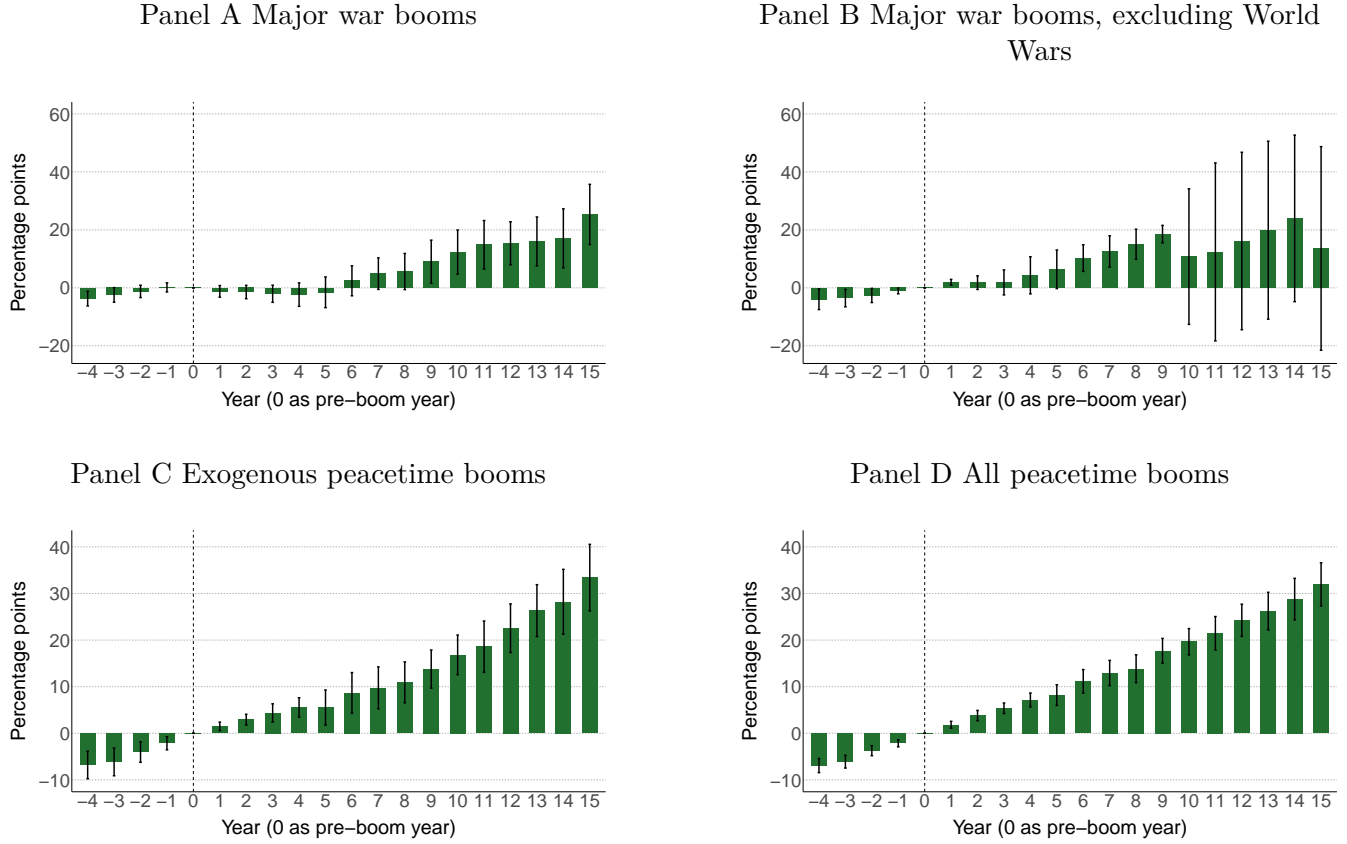 Panel A Major war booms
Percentage points
60
40
20
0
−20
−4 −3 −2 −1 0 1 2 3 4 5 6 7 8 9 10 11 12 13 14 15
Year (0 as pre−boom year)
Panel B Major war booms, excluding World
Wars
Percentage points
60
40
20
0
−20
−4 −3 −2 −1 0 1 2 3 4 5 6 7 8 9 10 11 12 13 14 15
Year (0 as pre−boom year)
Panel C Exogenous peacetime booms
Percentage points
40
30
20
10
0
−10
−4 −3 −2 −1 0 1 2 3 4 5 6 7 8 9 10 11 12 13 14 15
Year (0 as pre−boom year)
Panel D All peacetime booms
Percentage points
40
30
20
10
0
−10
−4 −3 −2 −1 0 1 2 3 4 5 6 7 8 9 10 11 12 13 14 15
Year (0 as pre−boom year)